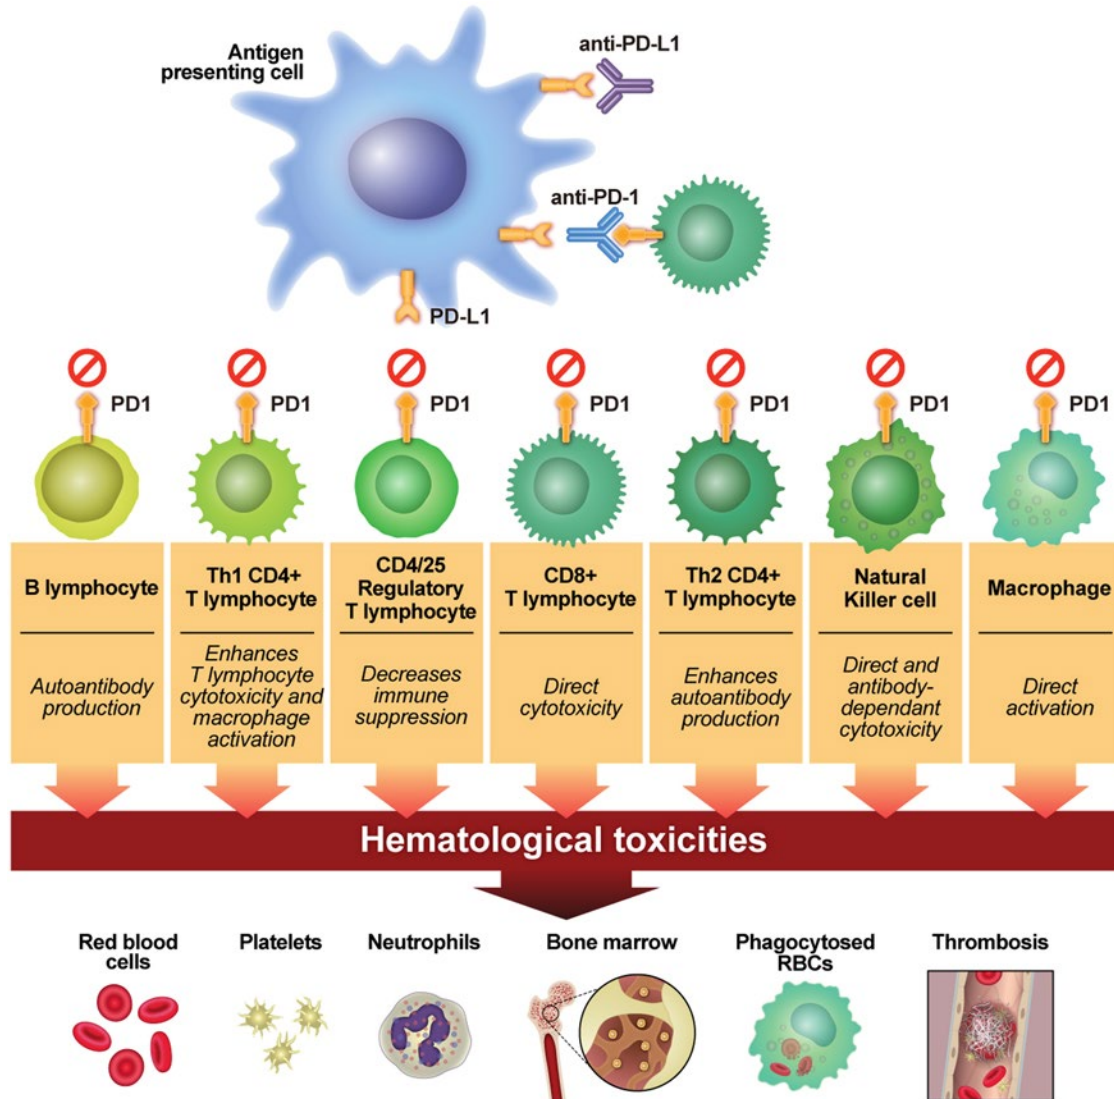 Antigen
presenting cell
anti-PD-L1
anti-PD-1
PD-L1
PD1
PD1
PD1
PD1
PD1
PD1
PD1
B lymphocyte
Autoantibody
production
Th1 CD4+
T lymphocyte
Enhances
T lymphocyte
cytotoxicity and
macrophage
activation
CD4/25
Regulatory
T lymphocyte
Decreases
immune
suppression
CD8+
T lymphocyte
Direct
cytotoxicity
Th2 CD4+
T lymphocyte
Enhances
autoantibody
production
Natural
Killer cell
Direct and
antibody-
dependant
cytotoxicity
Macrophage
Direct
activation
Hematological toxicities
Red blood
cells
Platelets
Neutrophils
Bone marrow
Phagocytosed
RBCs
Thrombosis